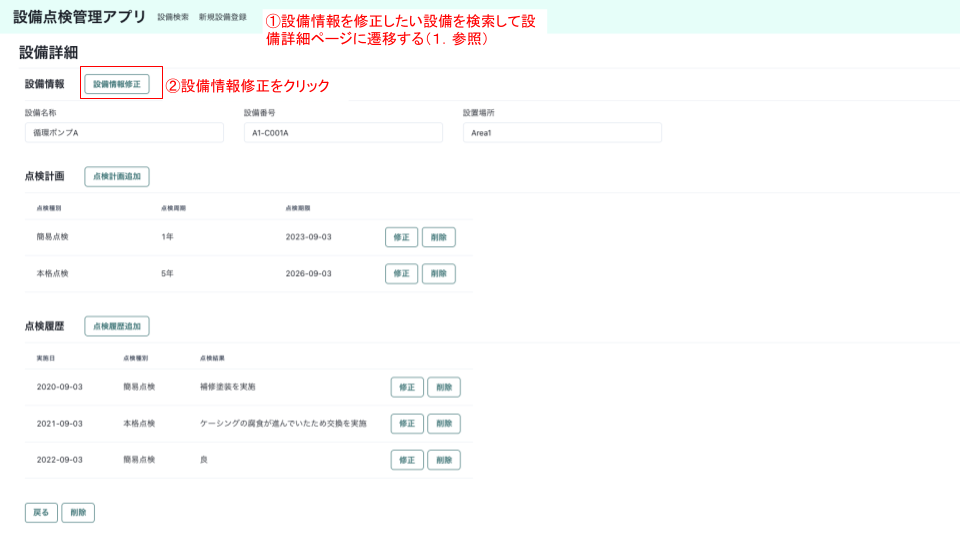 設備点検管理アプリ 設備検索 新規設備登録
①設備情報を修正したい設備を検索して設
備詳細ページに遷移する（１．参照）
設備詳細
設備情報 設備情報修正 ②設備情報修正をクリック
設備名称 設備番号 設置場所
循環ポンプA A1-C001A Area1
点検計画 点検計画追加
点検種別 点検周期 点検期限
簡易点検 1年 2023-09-03 修正 削除
本格点検 5年 2026-09-03 修正 削除
点検履歴 点検履歴追加
実施日 点検種別 点検結果
2020-09-03 簡易点検 補修塗装を実施 修正 削除
2021-09-03 本格点検 ケーシングの腐食が進んでいたため交換を実施 修正 削除
2022-09-03 簡易点検 良 修正 削除
戻る 削除